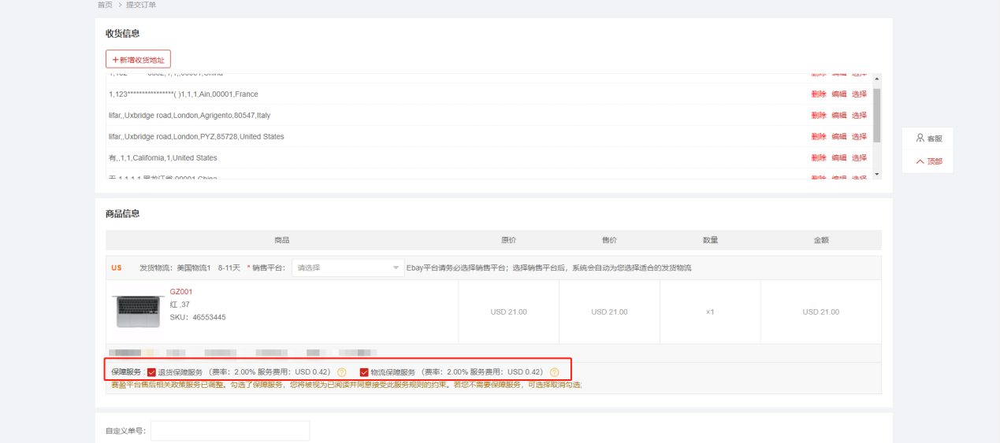 首页 > 提交订单
收货信息
+新增收货地址
删除 编辑 选择
1,123****************( )1,1,1,Ain,00001,France 删除 编辑 选择
lifar,,Uxbridge road,London,Agrigento,80547,Italy 删除 编辑 选择
lifar,,Uxbridge road,London,PYZ,85728,United States 删除 编辑 选择
有,,1,1,California,1,United States 删除 编辑 选择
黑龙江省,00001,China 删除 编辑 选择
客服
顶部
商品信息
商品 原价 售价 数量 金额
US 发货物流：美国物流1 8-11天 *销售平台： 请选择 Ebay平台请务必选择销售平台；选择销售平台后，系统会自动为您选择适合的发货物流
GZ001
红 ,37
SKU：46553445
USD 21.00 USD 21.00 ×1 USD 21.00
保障服务 : 退货保障服务 （费率：2.00% 服务费用：USD 0.42） 物流保障服务 （费率：2.00% 服务费用：USD 0.42）
赛盈平台售后相关政策服务已调整。勾选了保障服务，您将被视为已阅读并同意接受此服务规则的约束。若您不需要保障服务，可选择取消勾选。
自定义单号：